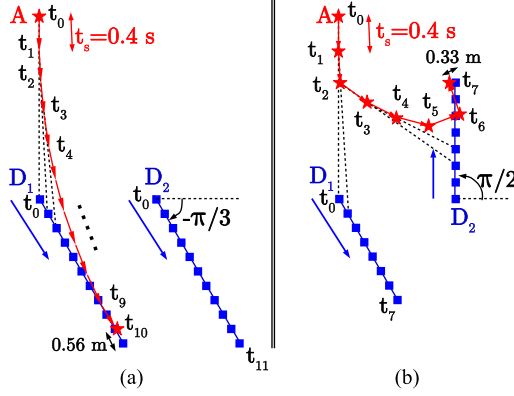 A
t0
ts=0.4 s
t1
t2
t3
t4
D1
t0
D2
t0
-π/3
t9
t10
0.56 m
t11
(a)
A
t0
ts=0.4 s
t1
0.33 m
t2
t7
t3
t4
t5
t6
D1
t0
π/2
D2
t7
(b)